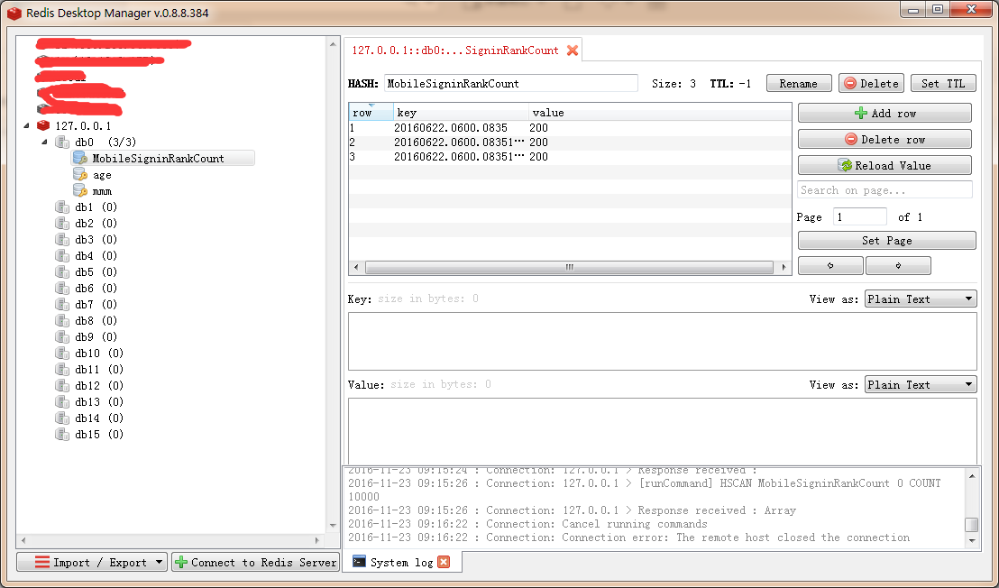 Redis Desktop Manager v.0.8.8.384
127.0.0.1
db0 (3/3)
MobileSigninRankCount
age
mmm
db1 (0)
db2 (0)
db3 (0)
db4 (0)
db5 (0)
db6 (0)
db7 (0)
db8 (0)
db9 (0)
db10 (0)
db11 (0)
db12 (0)
db13 (0)
db14 (0)
db15 (0)
Import / Export
Connect to Redis Server
127.0.0.1::db0:...SigninRankCount
HASH: MobileSigninRankCount Size: 3 TTL: -1 Rename Delete Set TTL
row key value
1 20160622.0600.0835 200
2 20160622.0600.08351… 200
3 20160622.0600.08351… 200
Add row
Delete row
Reload Value
Search on page...
Page 1 of 1
Set Page
Key: size in bytes: 0 View as: Plain Text
Value: size in bytes: 0 View as: Plain Text
2016-11-23 09:15:24 : Connection: 127.0.0.1 > Response received :
2016-11-23 09:15:26 : Connection: 127.0.0.1 > [runCommand] HSCAN MobileSigninRankCount 0 COUNT
10000
2016-11-23 09:15:26 : Connection: 127.0.0.1 > Response received : Array
2016-11-23 09:16:22 : Connection: Cancel running commands
2016-11-23 09:16:22 : Connection: Connection error: The remote host closed the connection
System log